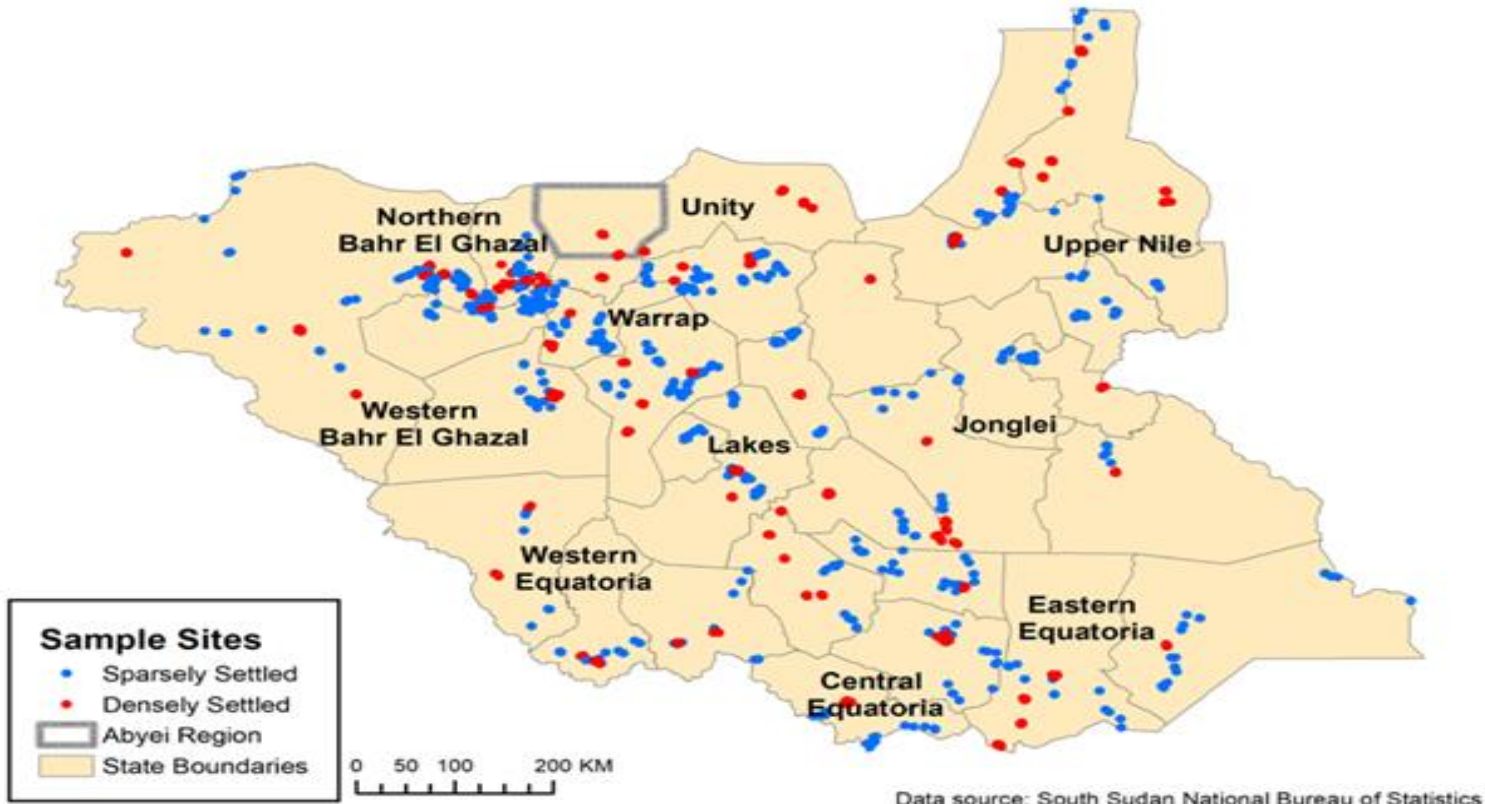 Northern
Bahr El Ghazal
Unity
Upper Nile
Warrap
Western
Bahr El Ghazal
Lakes
Jonglei
Western
Equatoria
Eastern
Equatoria
Central
Equatoria
Sample Sites
Sparsely Settled
Densely Settled
Abyei Region
State Boundaries
0 50 100 200 KM
Data source: South Sudan National Bureau of Statistics